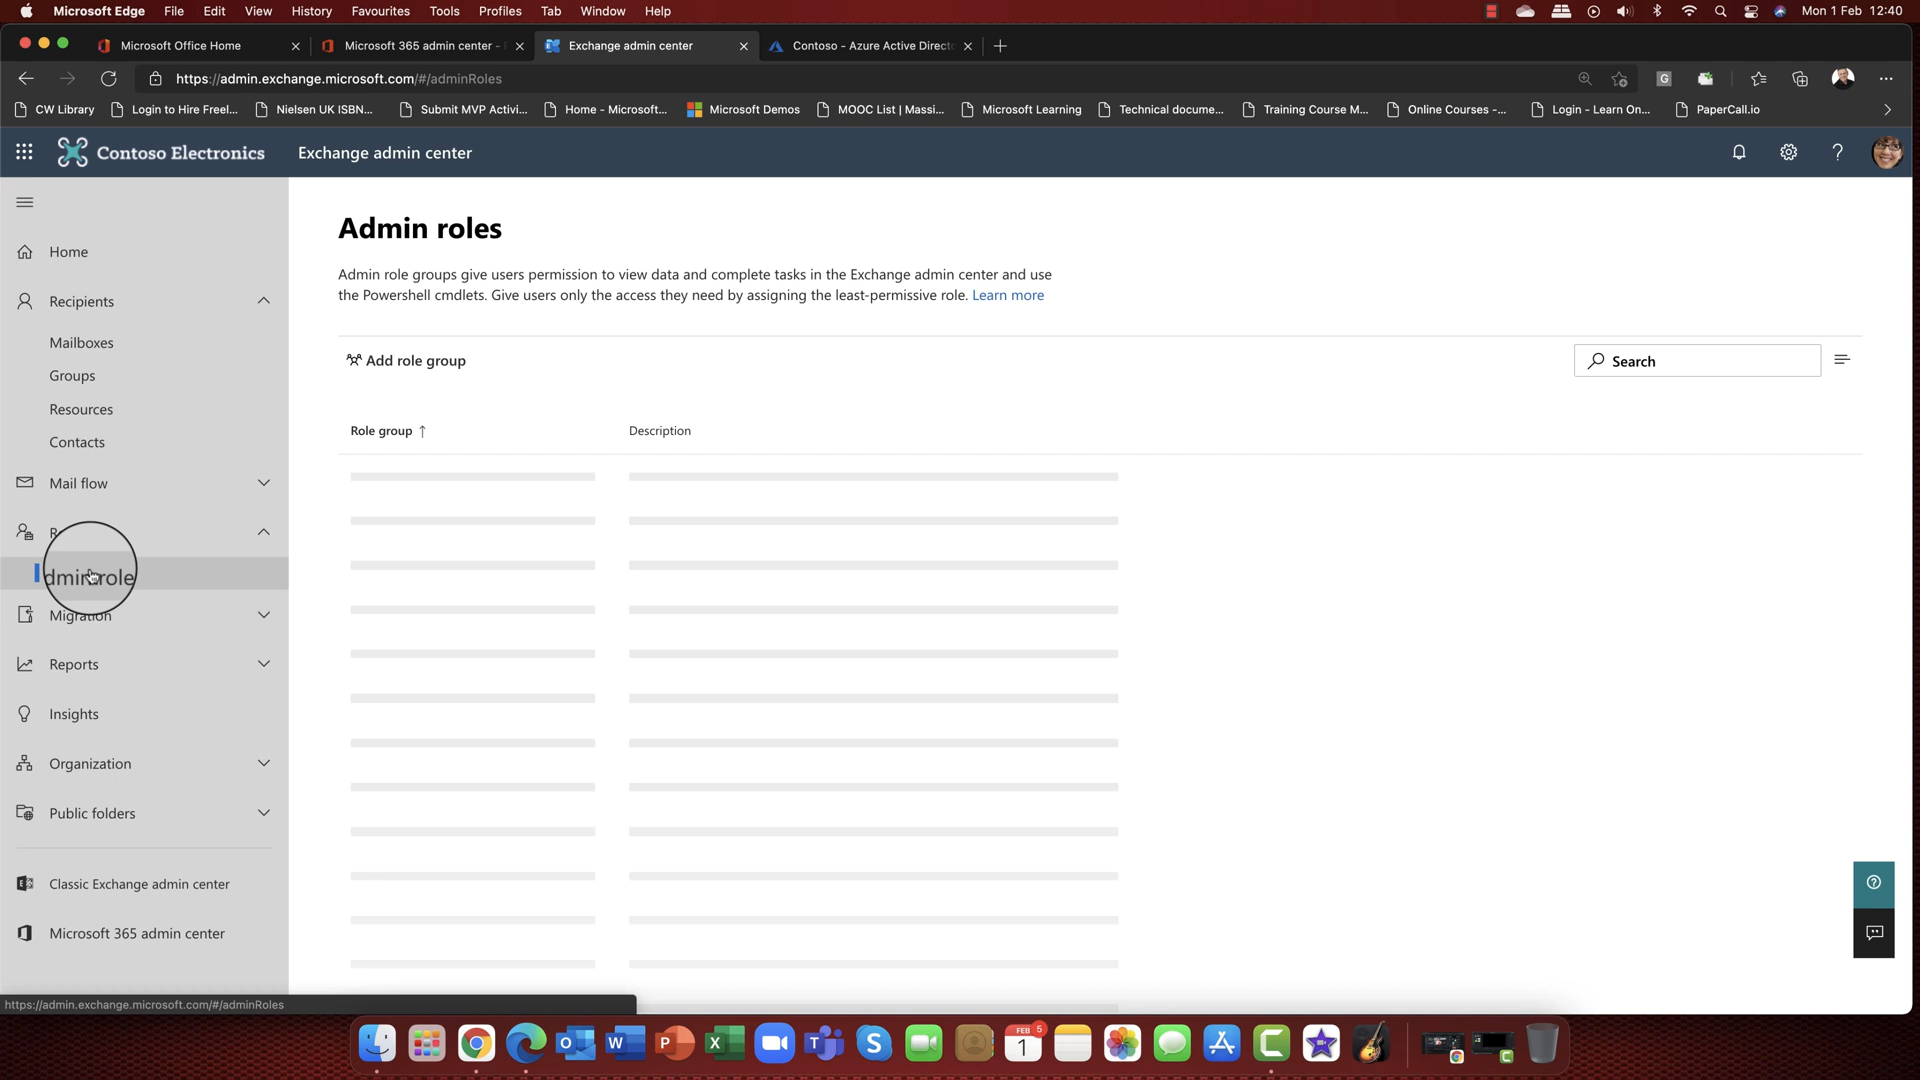 Microsoft Edge File Edit View History Favourites Tools Profiles Tab Window Help Mon 1 Feb 12:40
Microsoft Office Home Microsoft 365 admin center - Exchange admin center Contoso - Azure Active Direct
https://admin.exchange.microsoft.com/#/adminRoles G
CW Library Login to Hire Freel... Nielsen UK ISBN... Submit MVP Activi... Home - Microsoft... Microsoft Demos MOOC List | Massi... Microsoft Learning Technical docume... Training Course M... Online Courses -... Login - Learn On... PaperCall.io
Contoso Electronics Exchange admin center
Home
Recipients
Mailboxes
Groups
Resources
Contacts
Mail flow
dmin role
Migration
Reports
Insights
Organization
Public folders
Classic Exchange admin center
Microsoft 365 admin center
Admin roles
Admin role groups give users permission to view data and complete tasks in the Exchange admin center and use
the Powershell cmdlets. Give users only the access they need by assigning the least-permissive role. Learn more
Add role group Search
Role group ↑ Description
https://admin.exchange.microsoft.com/#/adminRoles
FEB 5
1